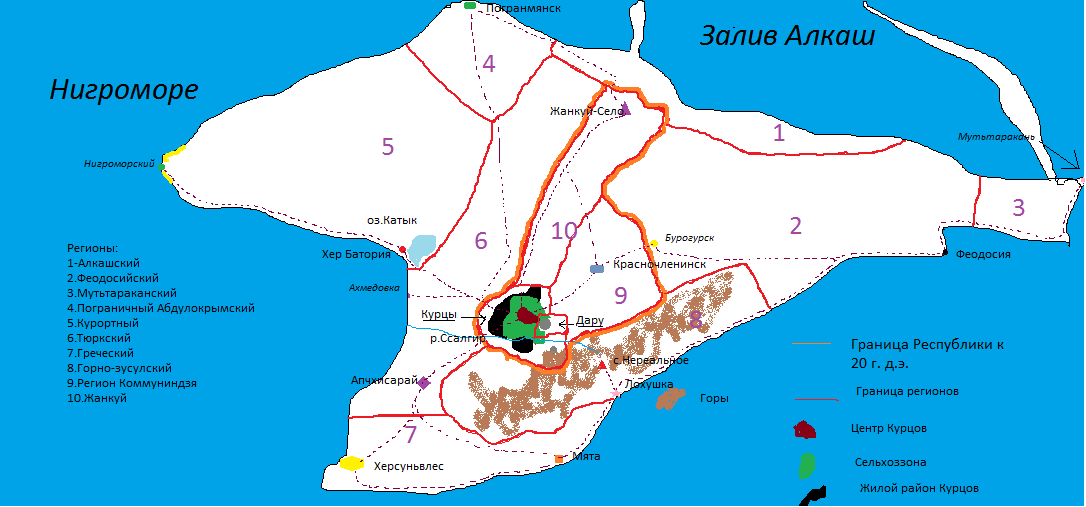 Погранмянск
Залив Алкаш
Нигроморе
4
Жанкуй-Село
1
Мутьтаракань
5
Нигроморский
3
оз.Катык
2
10
6
Бурогурск
Регионы:
Хер Батория
Феодосия
1-Алкашский
Красночленинск
2.Феодосийский
Ахмедовка
3.Мутьтараканский
9
4.Пограничный Абдулокрымский
Курцы
Дару
8
5.Курортный
6.Тюркский
р.Ссалгир
Граница Республики к
20 г. д.э.
7.Греческий
с.Нереальное
8.Горно-зусулский
Апчхисарай
Лохушка
9.Регион Коммуниндзя
Граница регионов
10.Жанкуй
Горы
Центр Курцов
7
Мята
Херсуньвлес
Сельхоззона
Жилой район Курцов